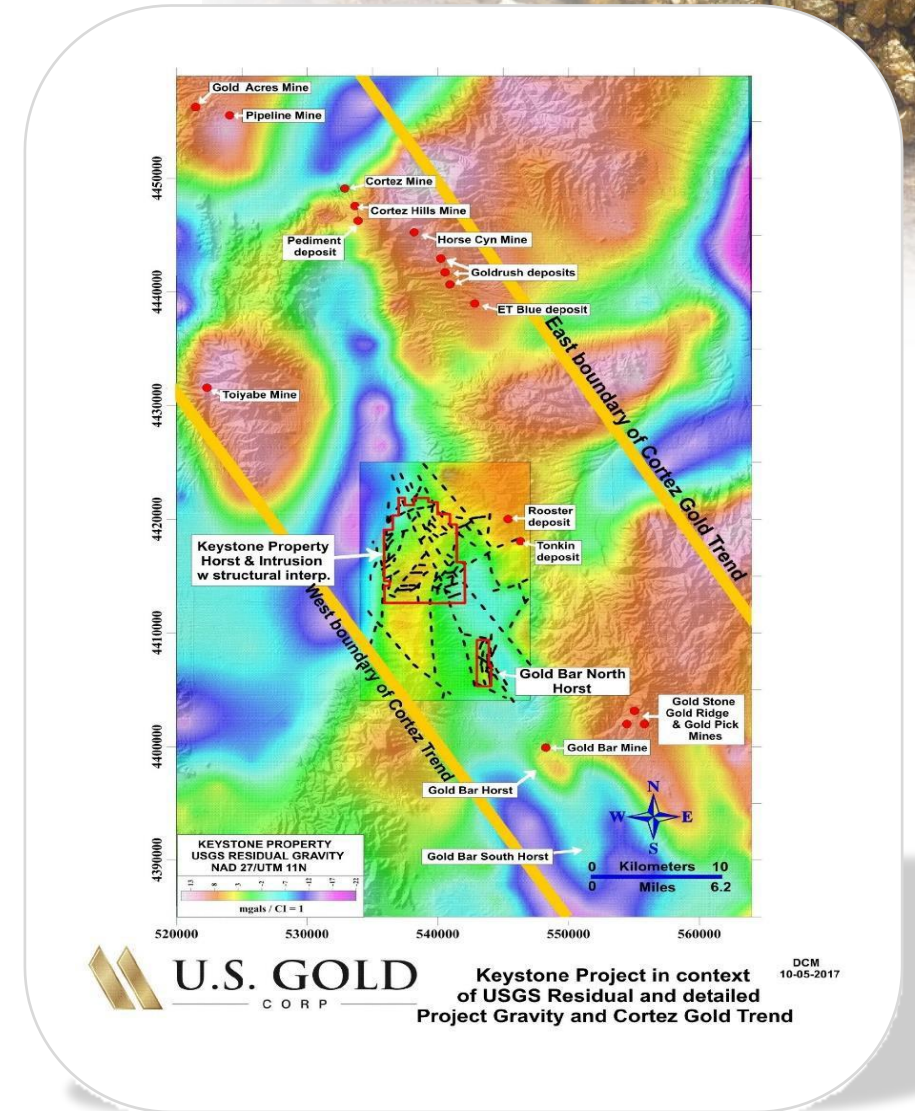 Gold Acres Mine
Pipeline Mine
4450000
Cortez Mine
Cortez Hills Mine
Pediment
deposit
Horse Cyn Mine
Goldrush deposits
4440000
ET Blue deposit
East boundary of Cortez Gold Trend
4430000
Toiyabe Mine
4420000
Rooster
deposit
Tonkin
deposit
Keystone Property
Horst & Intrusion
w structural interp.
West boundary of Cortez Trend
4410000
Gold Bar North
Horst
Gold Stone
Gold Ridge
& Gold Pick
Mines
4400000
Gold Bar Mine
Gold Bar Horst
N
W
E
S
Gold Bar South Horst
4390000
KEYSTONE PROPERTY
USGS RESIDUAL GRAVITY
NAD 27/UTM 11N
mgals / CI = 1
0 Kilometers 10
0 Miles 6.2
520000
530000
540000
550000
560000
U.S. GOLD
CORP
Keystone Project in context
of USGS Residual and detailed
Project Gravity and Cortez Gold Trend
DCM
10-05-2017